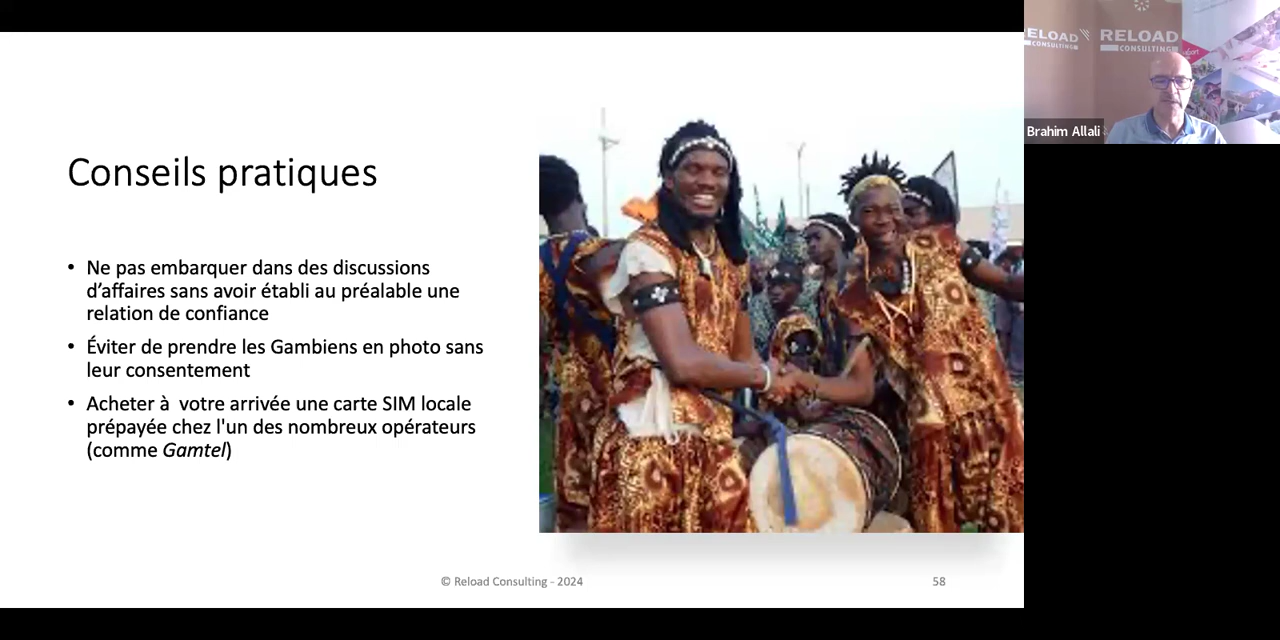 Conseils pratiques
• Ne pas embarquer dans des discussions
d’affaires sans avoir établi au préalable une
relation de confiance
• Éviter de prendre les Gambiens en photo sans
leur consentement
• Acheter à  votre arrivée une carte SIM locale
prépayée chez l'un des nombreux opérateurs
(comme Gamtel)
© Reload Consulting - 2024
58
ELOAD
CONSULTING
RELOAD
CONSULTING
Brahim Allali